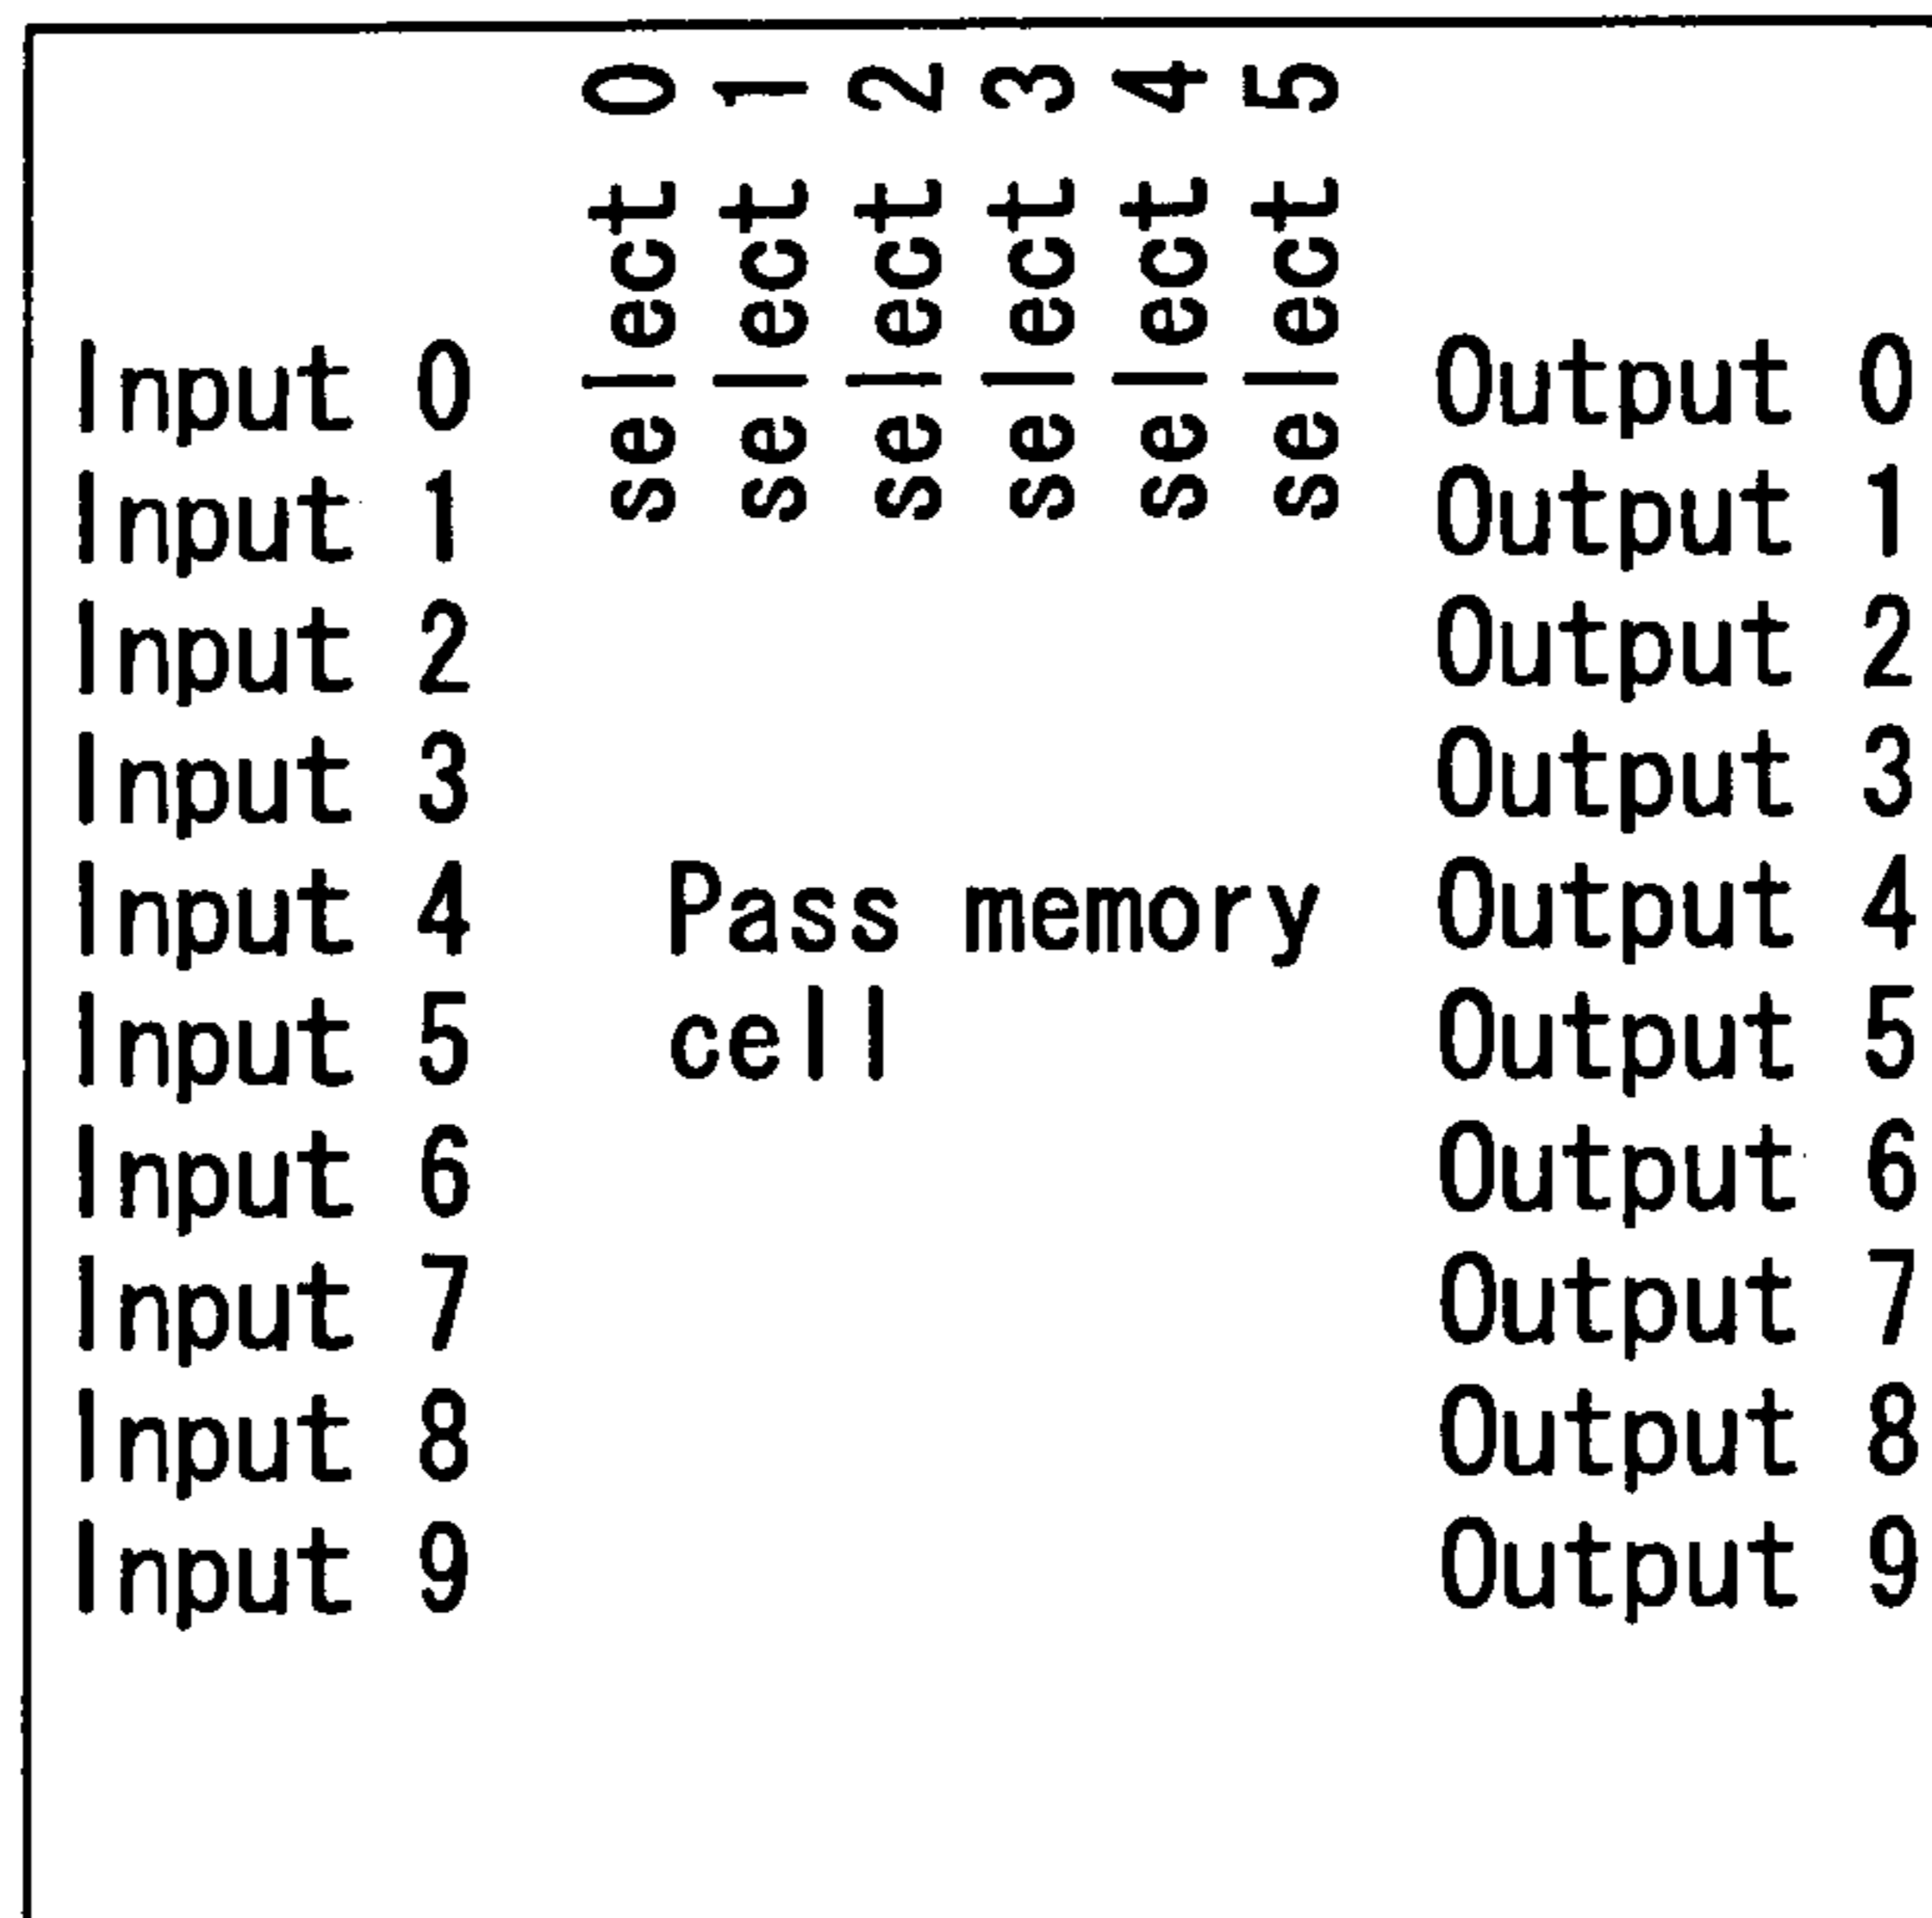 select 0
select 1
select 2
select 3
select 4
select 5
Input 0
Input 1
Input 2
Input 3
Input 4
Input 5
Input 6
Input 7
Input 8
Input 9
Pass memory
cell
Output 0
Output 1
Output 2
Output 3
Output 4
Output 5
Output 6
Output 7
Output 8
Output 9